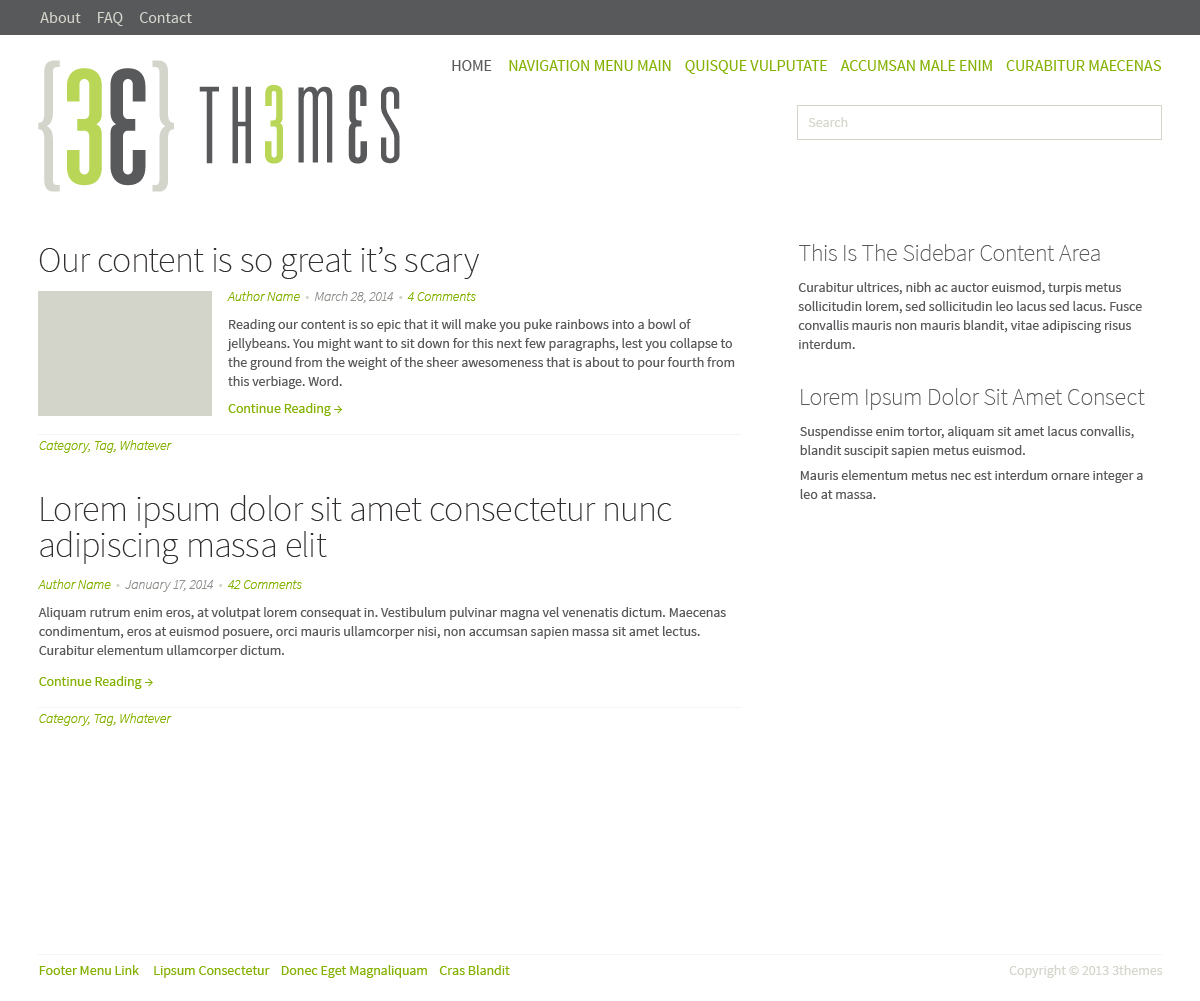 About FAQ Contact
HOME NAVIGATION MENU MAIN QUISQUE VULPUTATE ACCUMSAN MALE ENIM CURABITUR MAECENAS
{3Ɛ} TH3MƐS
Search
Our content is so great it’s scary
Author Name • March 28, 2014 • 4 Comments
Reading our content is so epic that it will make you puke rainbows into a bowl of
jellybeans. You might want to sit down for this next few paragraphs, lest you collapse to
the ground from the weight of the sheer awesomeness that is about to pour fourth from
this verbiage. Word.
Continue Reading →
Category, Tag, Whatever
Lorem ipsum dolor sit amet consectetur nunc
adipiscing massa elit
Author Name • January 17, 2014 • 42 Comments
Aliquam rutrum enim eros, at volutpat lorem consequat in. Vestibulum pulvinar magna vel venenatis dictum. Maecenas
condimentum, eros at euismod posuere, orci mauris ullamcorper nisi, non accumsan sapien massa sit amet lectus.
Curabitur elementum ullamcorper dictum.
Continue Reading →
Category, Tag, Whatever
This Is The Sidebar Content Area
Curabitur ultrices, nibh ac auctor euismod, turpis metus
sollicitudin lorem, sed sollicitudin leo lacus sed lacus. Fusce
convallis mauris non mauris blandit, vitae adipiscing risus
interdum.
Lorem Ipsum Dolor Sit Amet Consect
Suspendisse enim tortor, aliquam sit amet lacus convallis,
blandit suscipit sapien metus euismod.
Mauris elementum metus nec est interdum ornare integer a
leo at massa.
Footer Menu Link Lipsum Consectetur Donec Eget Magnaliquam Cras Blandit
Copyright © 2013 3themes